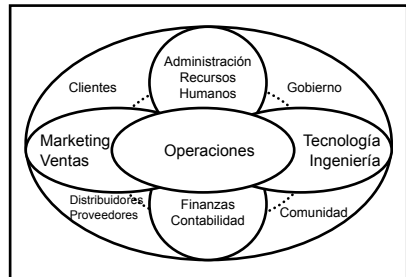 Administración
Recursos
Humanos
Clientes
Gobierno
Marketing
Ventas
Operaciones
Tecnología
Ingeniería
Distribuidores
Proveedores
Finanzas
Contabilidad
Comunidad